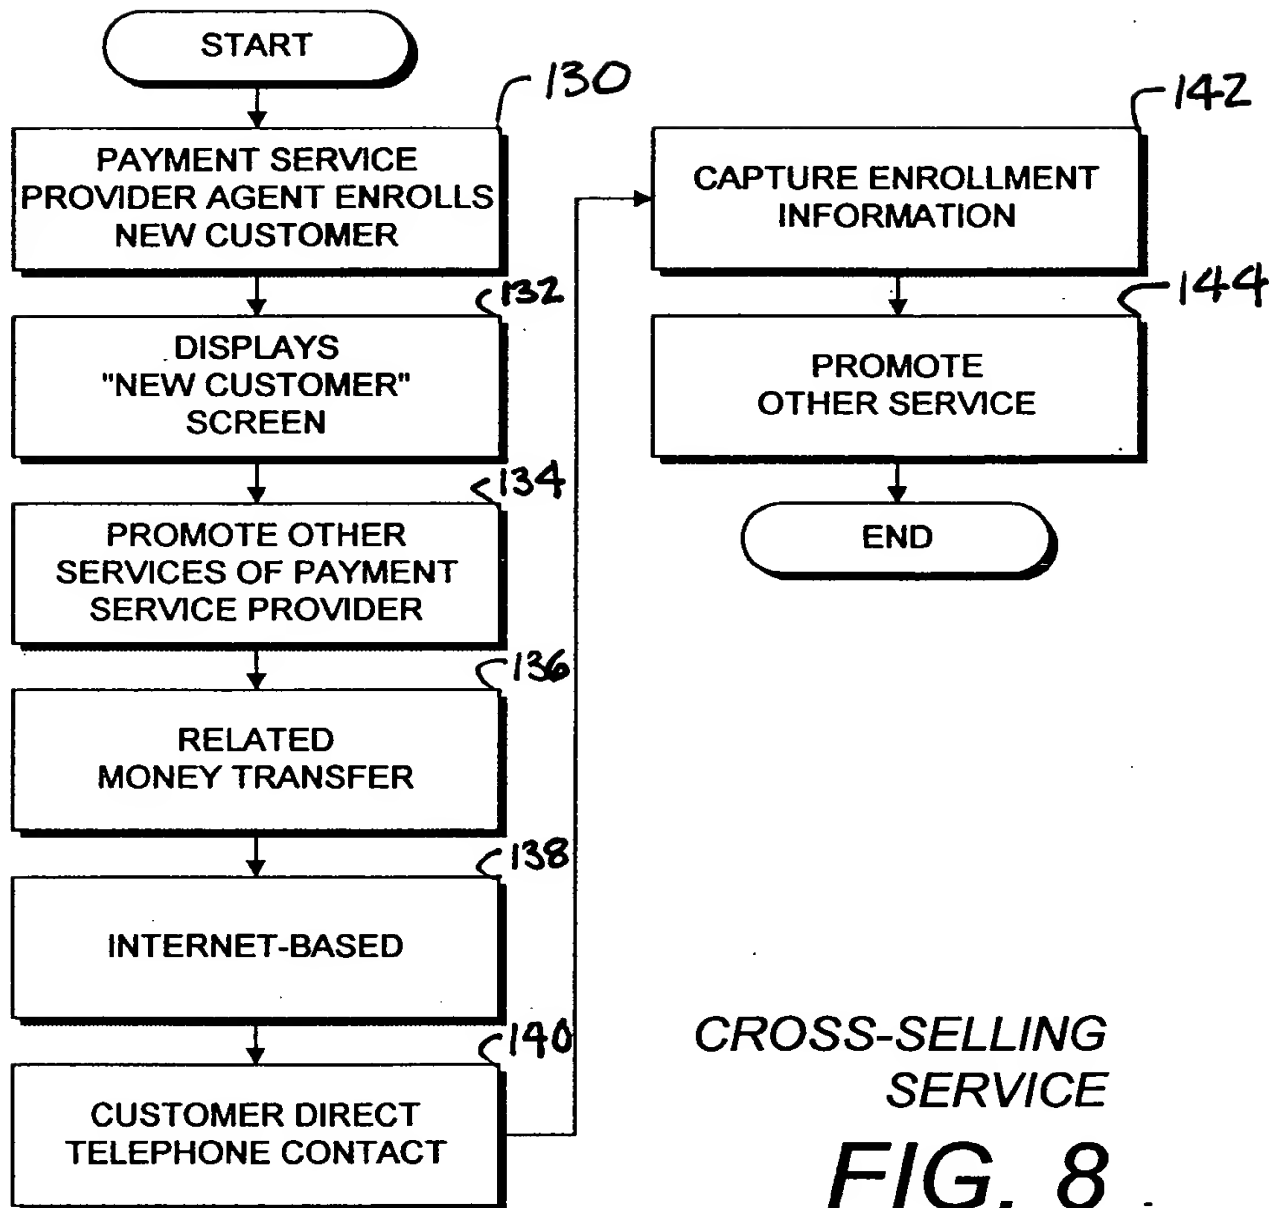 START
130
PAYMENT SERVICE
PROVIDER AGENT ENROLLS
NEW CUSTOMER
132
DISPLAYS
"NEW CUSTOMER"
SCREEN
134
PROMOTE OTHER
SERVICES OF PAYMENT
SERVICE PROVIDER
136
RELATED
MONEY TRANSFER
138
INTERNET-BASED
140
CUSTOMER DIRECT
TELEPHONE CONTACT
142
CAPTURE ENROLLMENT
INFORMATION
144
PROMOTE
OTHER SERVICE
END
CROSS-SELLING
SERVICE
FIG. 8